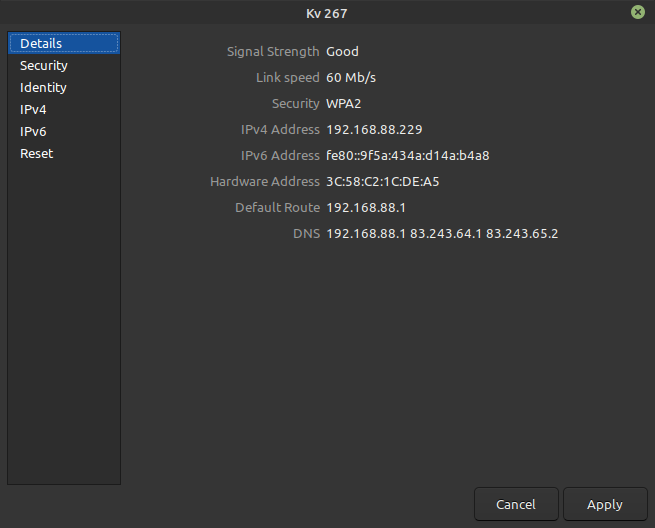 Kv 267
Details
Security
Identity
IPv4
IPv6
Reset
Signal Strength Good
Link speed 60 Mb/s
Security WPA2
IPv4 Address 192.168.88.229
IPv6 Address fe80::9f5a:434a:d14a:b4a8
Hardware Address 3C:58:C2:1C:DE:A5
Default Route 192.168.88.1
DNS 192.168.88.1 83.243.64.1 83.243.65.2
Cancel Apply